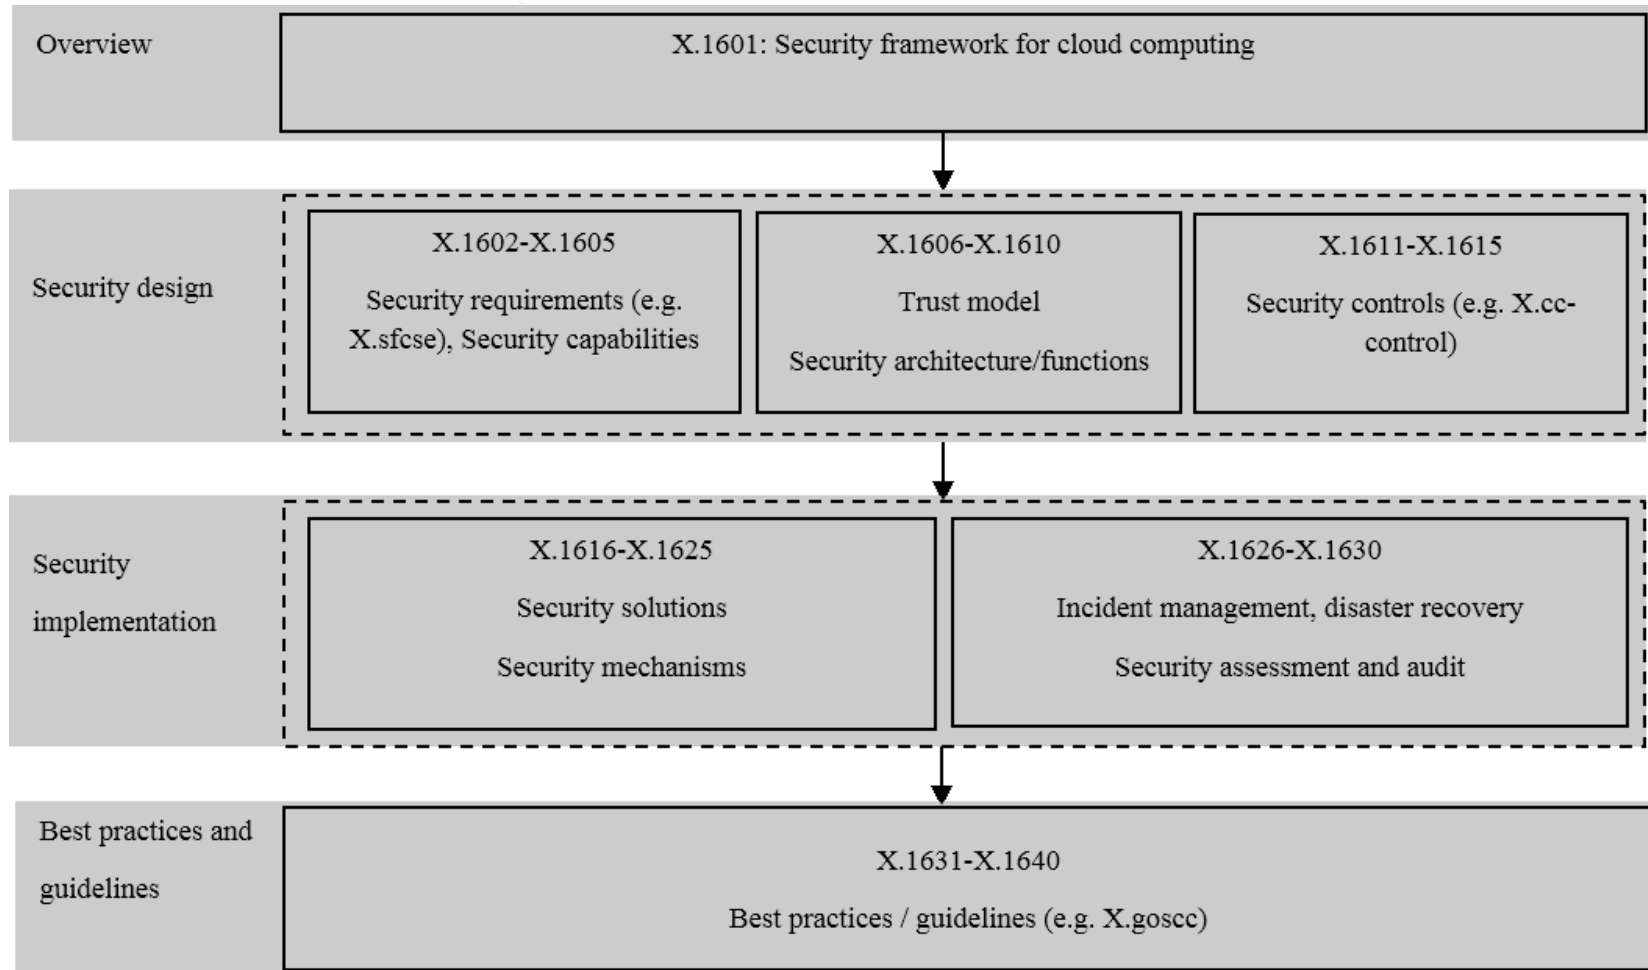 Overview
X.1601: Security framework for cloud computing
Security design
X.1602-X.1605
Security requirements (e.g.
X.sfcse), Security capabilities
X.1606-X.1610
Trust model
Security architecture/functions
X.1611-X.1615
Security controls (e.g. X.cc-
control)
Security
implementation
X.1616-X.1625
Security solutions
Security mechanisms
X.1626-X.1630
Incident management, disaster recovery
Security assessment and audit
Best practices and
guidelines
X.1631-X.1640
Best practices / guidelines (e.g. X.goscc)